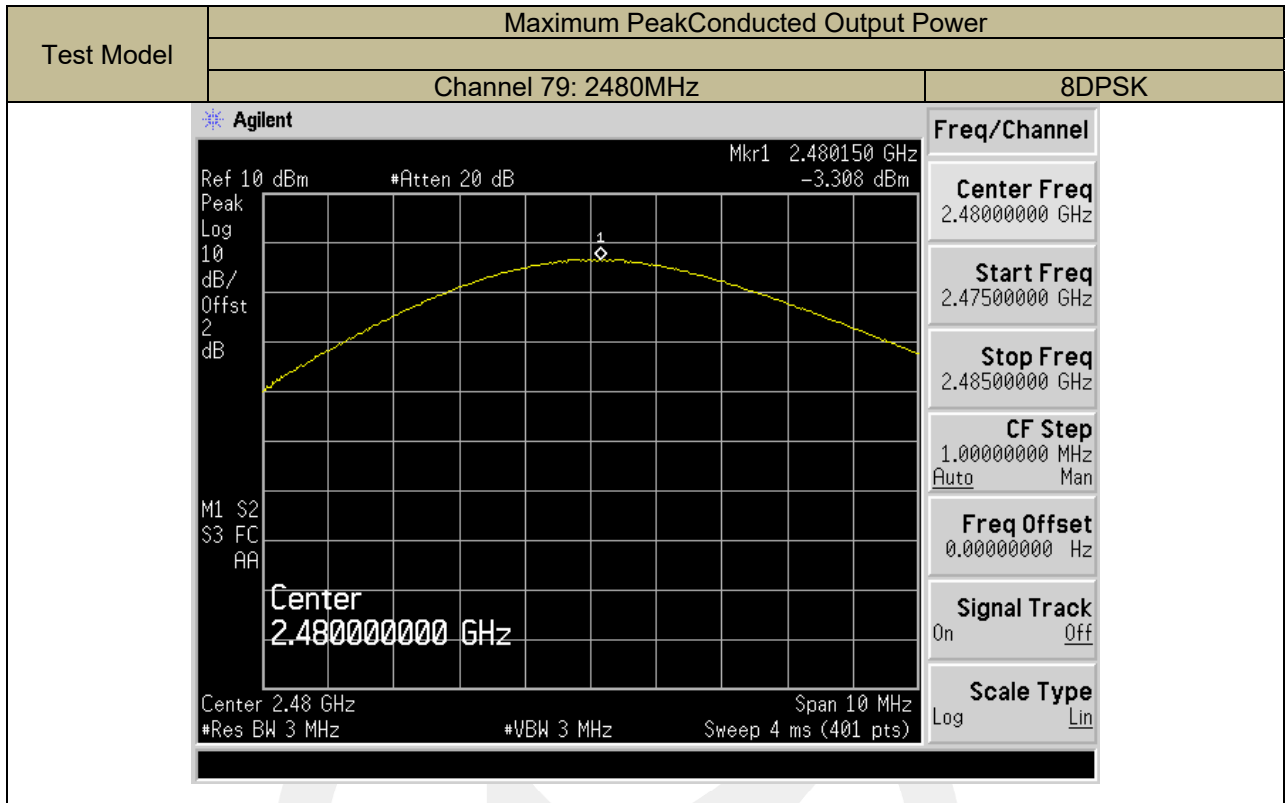 Test Model
Maximum PeakConducted Output Power
Channel 79: 2480MHz
8DPSK
Agilent
Freq/Channel
Mkr1 2.480150 GHz
Ref 10 dBm #Atten 20 dB -3.308 dBm
Peak
Log
10
dB/
Offst
2
dB
1
M1 S2
S3 FC
AA
Center
2.480000000 GHz
Center 2.48 GHz Span 10 MHz
#Res BW 3 MHz #VBW 3 MHz Sweep 4 ms (401 pts)
Center Freq
2.48000000 GHz
Start Freq
2.47500000 GHz
Stop Freq
2.48500000 GHz
CF Step
1.00000000 MHz
Auto Man
Freq Offset
0.00000000 Hz
Signal Track
On Off
Scale Type
Log Lin